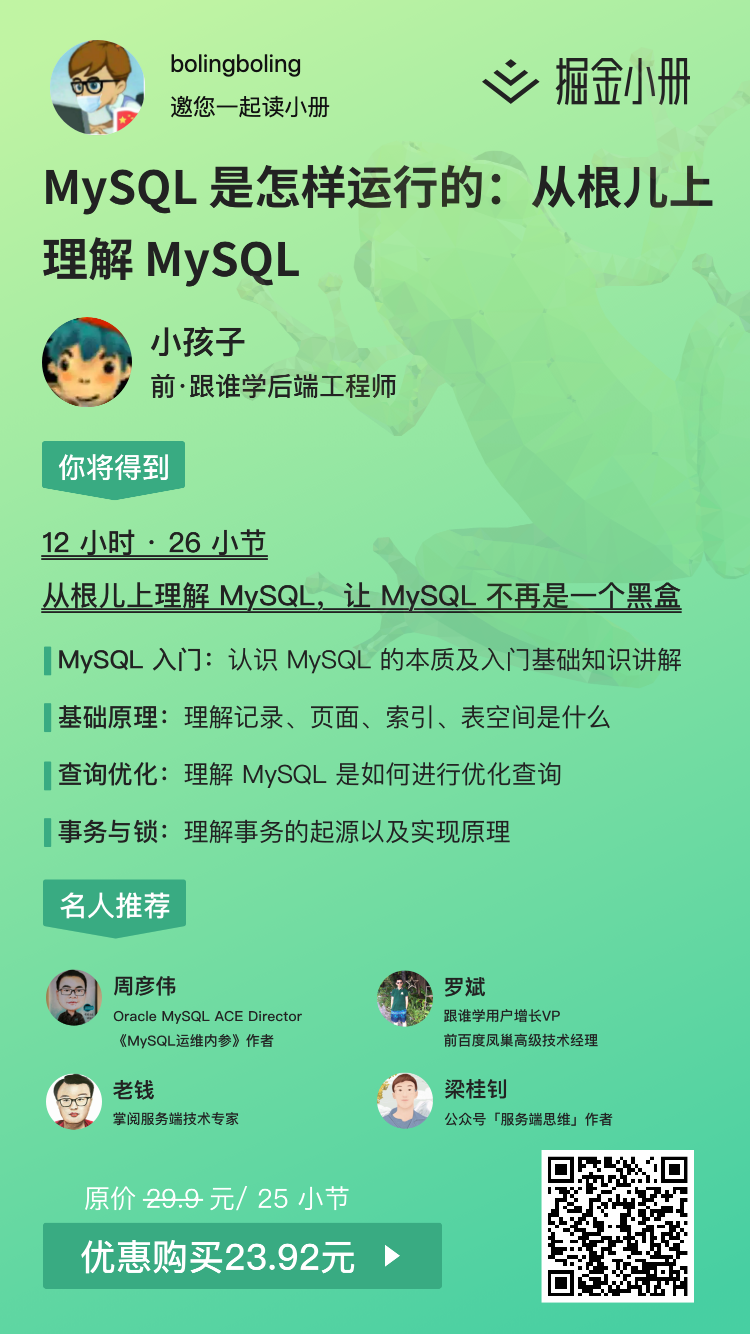 bolingboling
邀您一起读小册
掘金小册
MySQL 是怎样运行的：从根儿上
理解 MySQL
小孩子
前·跟谁学后端工程师
你将得到
12 小时 · 26 小节
从根儿上理解 MySQL，让 MySQL 不再是一个黑盒
MySQL 入门：认识 MySQL 的本质及入门基础知识讲解
基础原理：理解记录、页面、索引、表空间是什么
查询优化：理解 MySQL 是如何进行优化查询
事务与锁：理解事务的起源以及实现原理
名人推荐
周彦伟
Oracle MySQL ACE Director
《MySQL运维内参》作者
罗斌
跟谁学用户增长VP
前百度凤巢高级技术经理
老钱
掌阅服务端技术专家
梁桂钊
公众号「服务端思维」作者
原价 29.9 元/ 25 小节
优惠购买23.92元